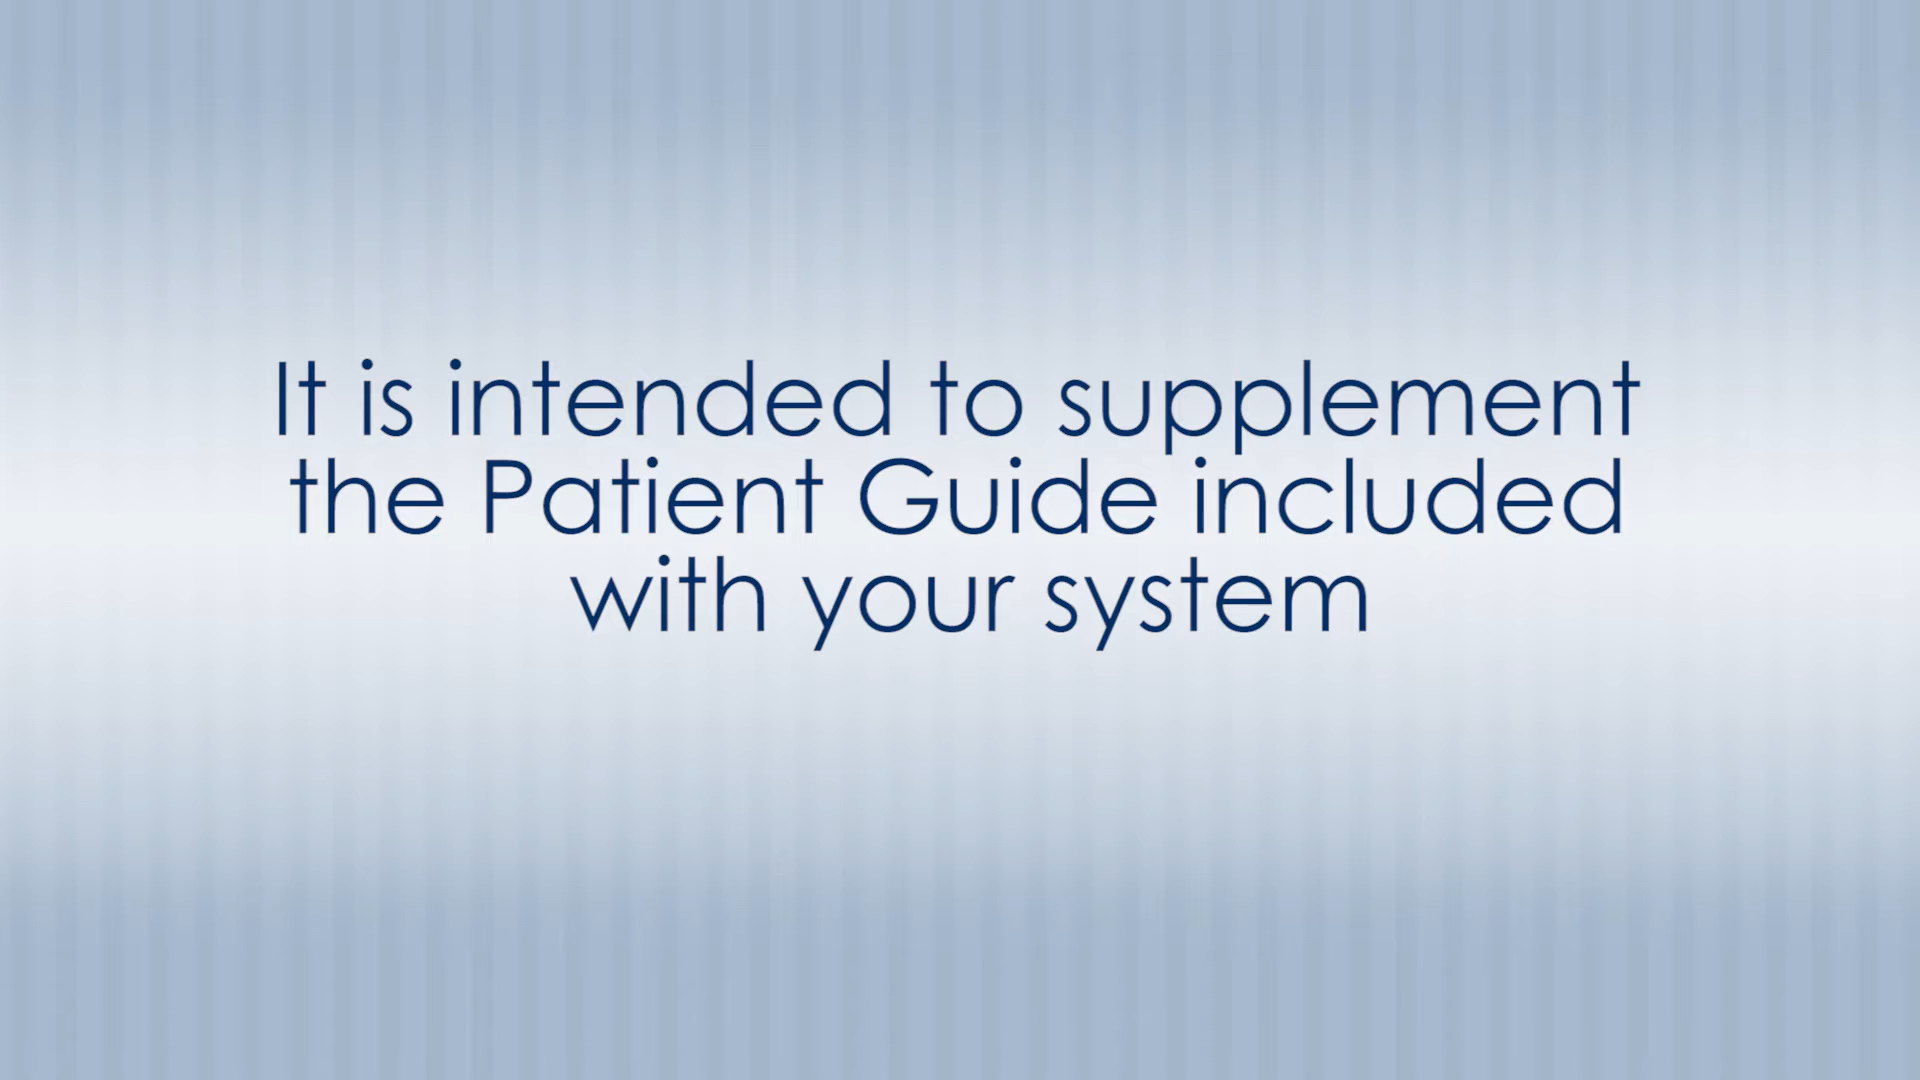 It is intended to supplement
the Patient Guide included
with your system